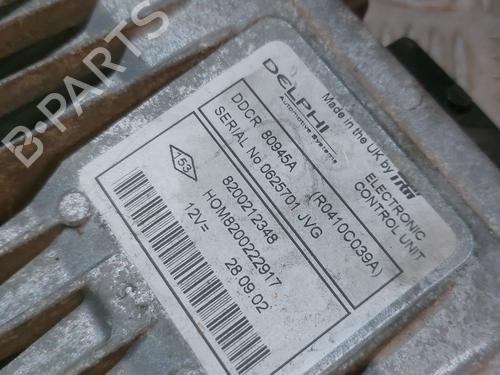 DELPHI
AUTOMOTIVE SYSTEMS
Made in the UK by TRW
DDCR 80945A (R0410C039A)
SERIAL No 0625701 JVG
ELECTRONIC
CONTROL UNIT
153
8200212348
HOM8200222917
12V= 28.09.02
B-PARTS